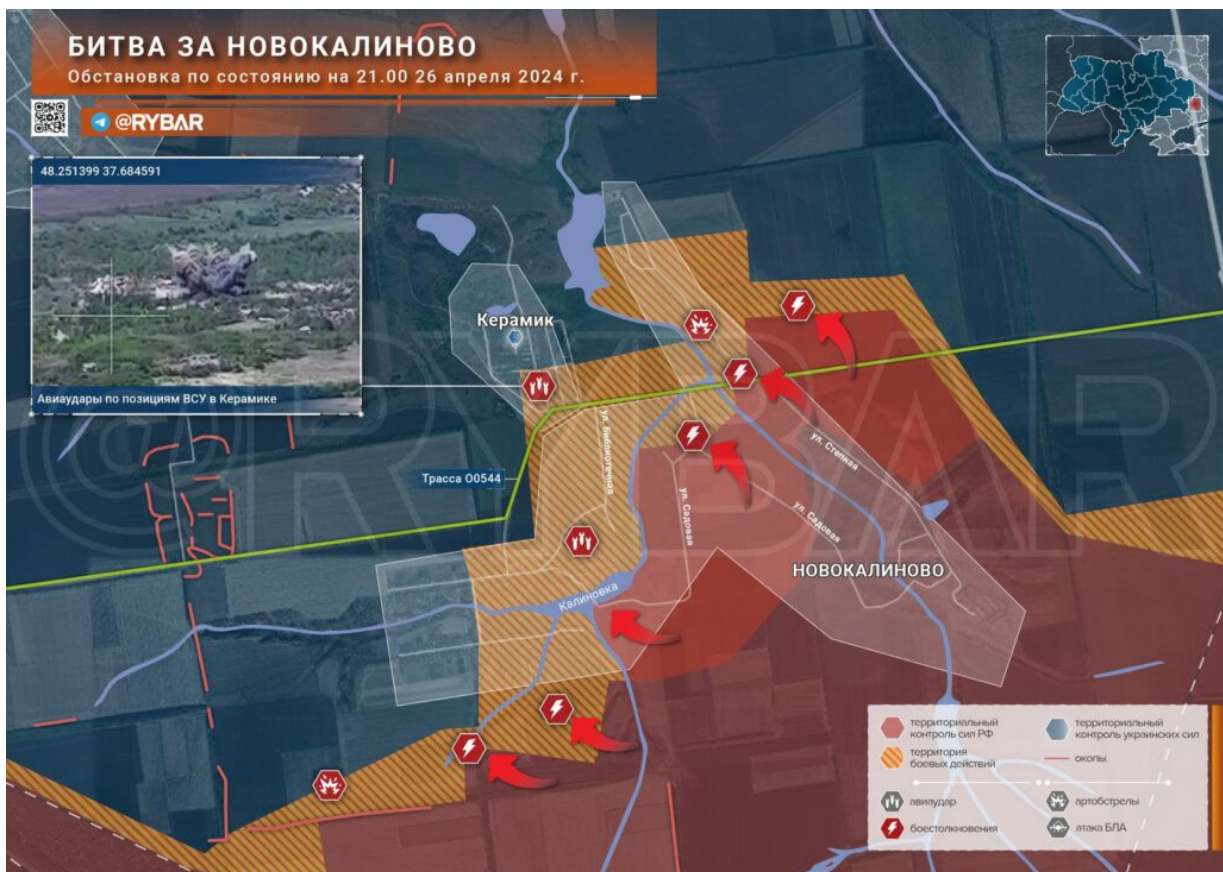 БИТВА ЗА НОВОКАЛИНОВО
Обстановка по состоянию на 21.00 26 апреля 2024 г.
@RYBAR
48.251399 37.684591
Авиаудары по позициям ВСУ в Керамике
Керамик
ул. Библиотечная
ул. Степная
Трасса О0544
ул. Садовая
ул. Садовая
НОВОКАЛИНОВО
Калиновка
территориальный
контроль сил РФ
территориальный
контроль украинских сил
территория
боевых действий
окопы
авиаудар
артобстрелы
боестолкновения
атака БЛА
@RYBAR